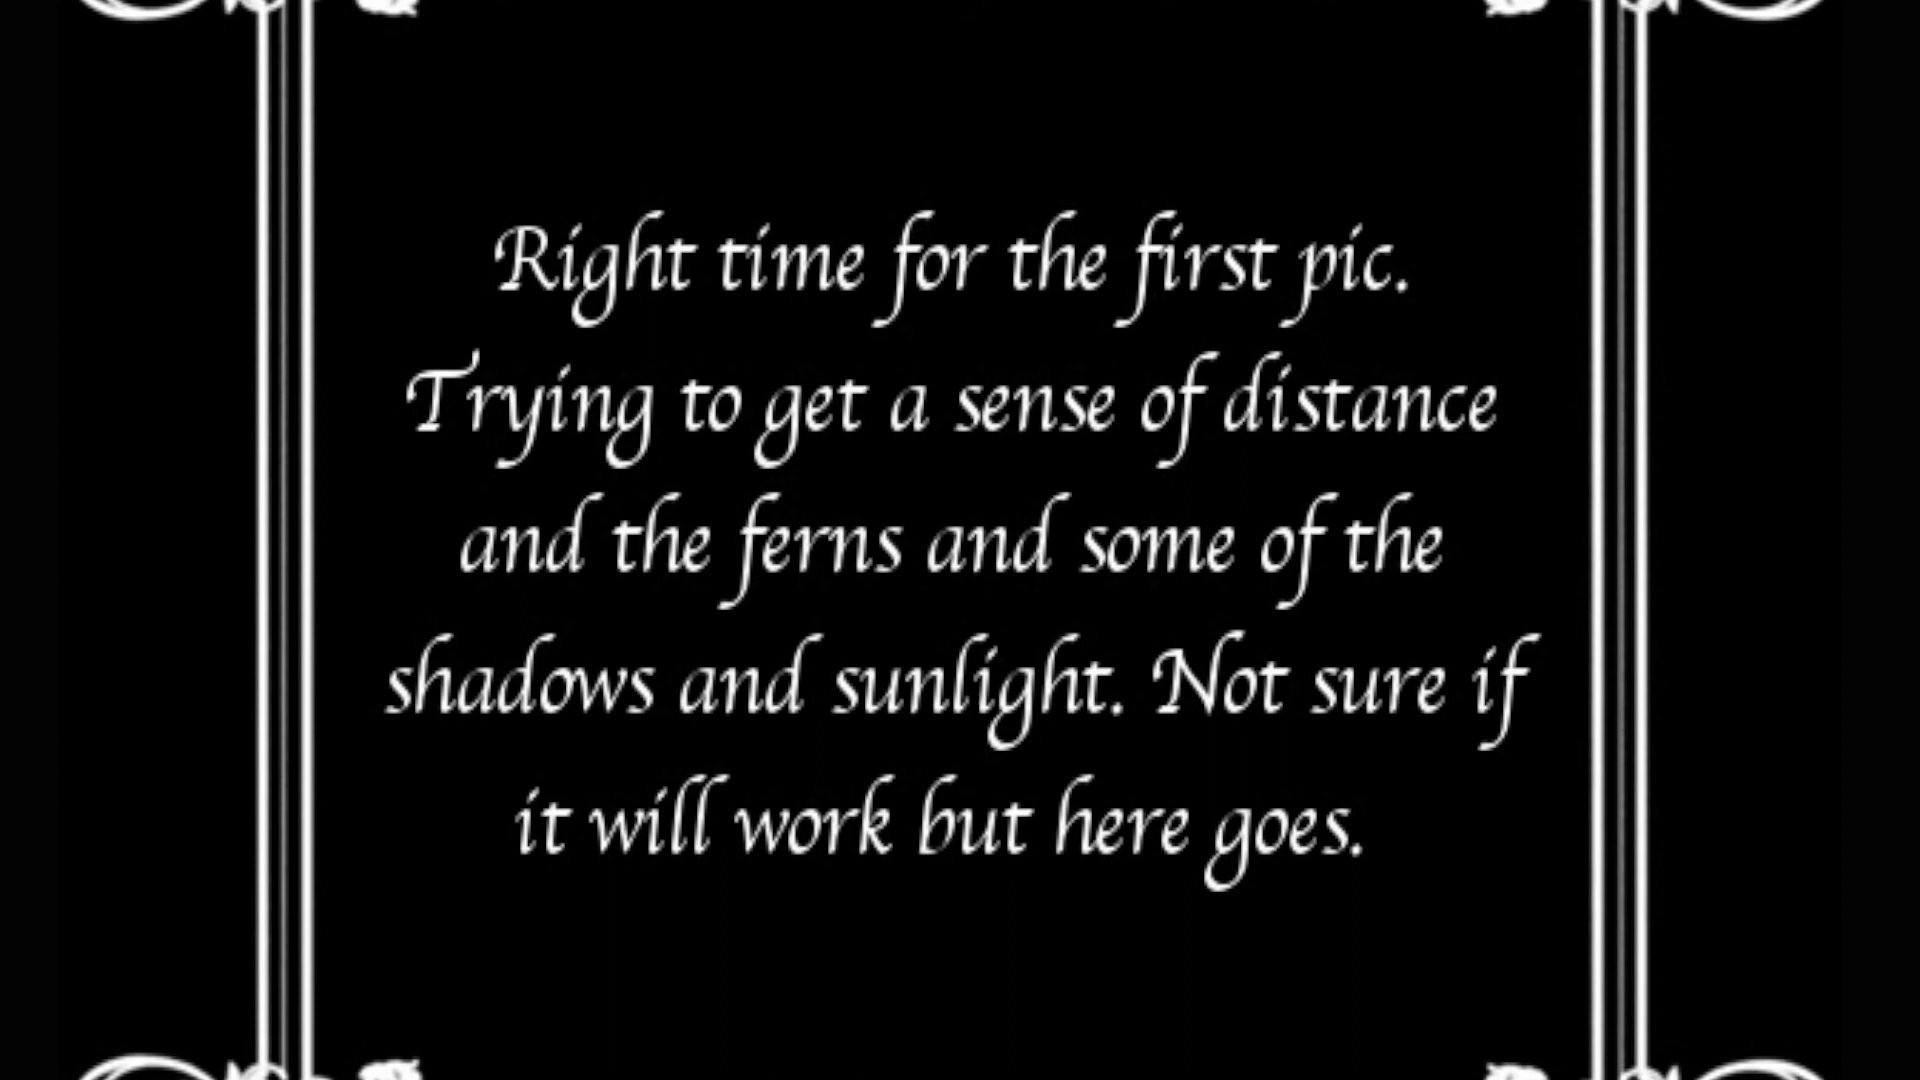 Right time for the first pic.
Trying to get a sense of distance
and the ferns and some of the
shadows and sunlight. Not sure if
it will work but here goes.